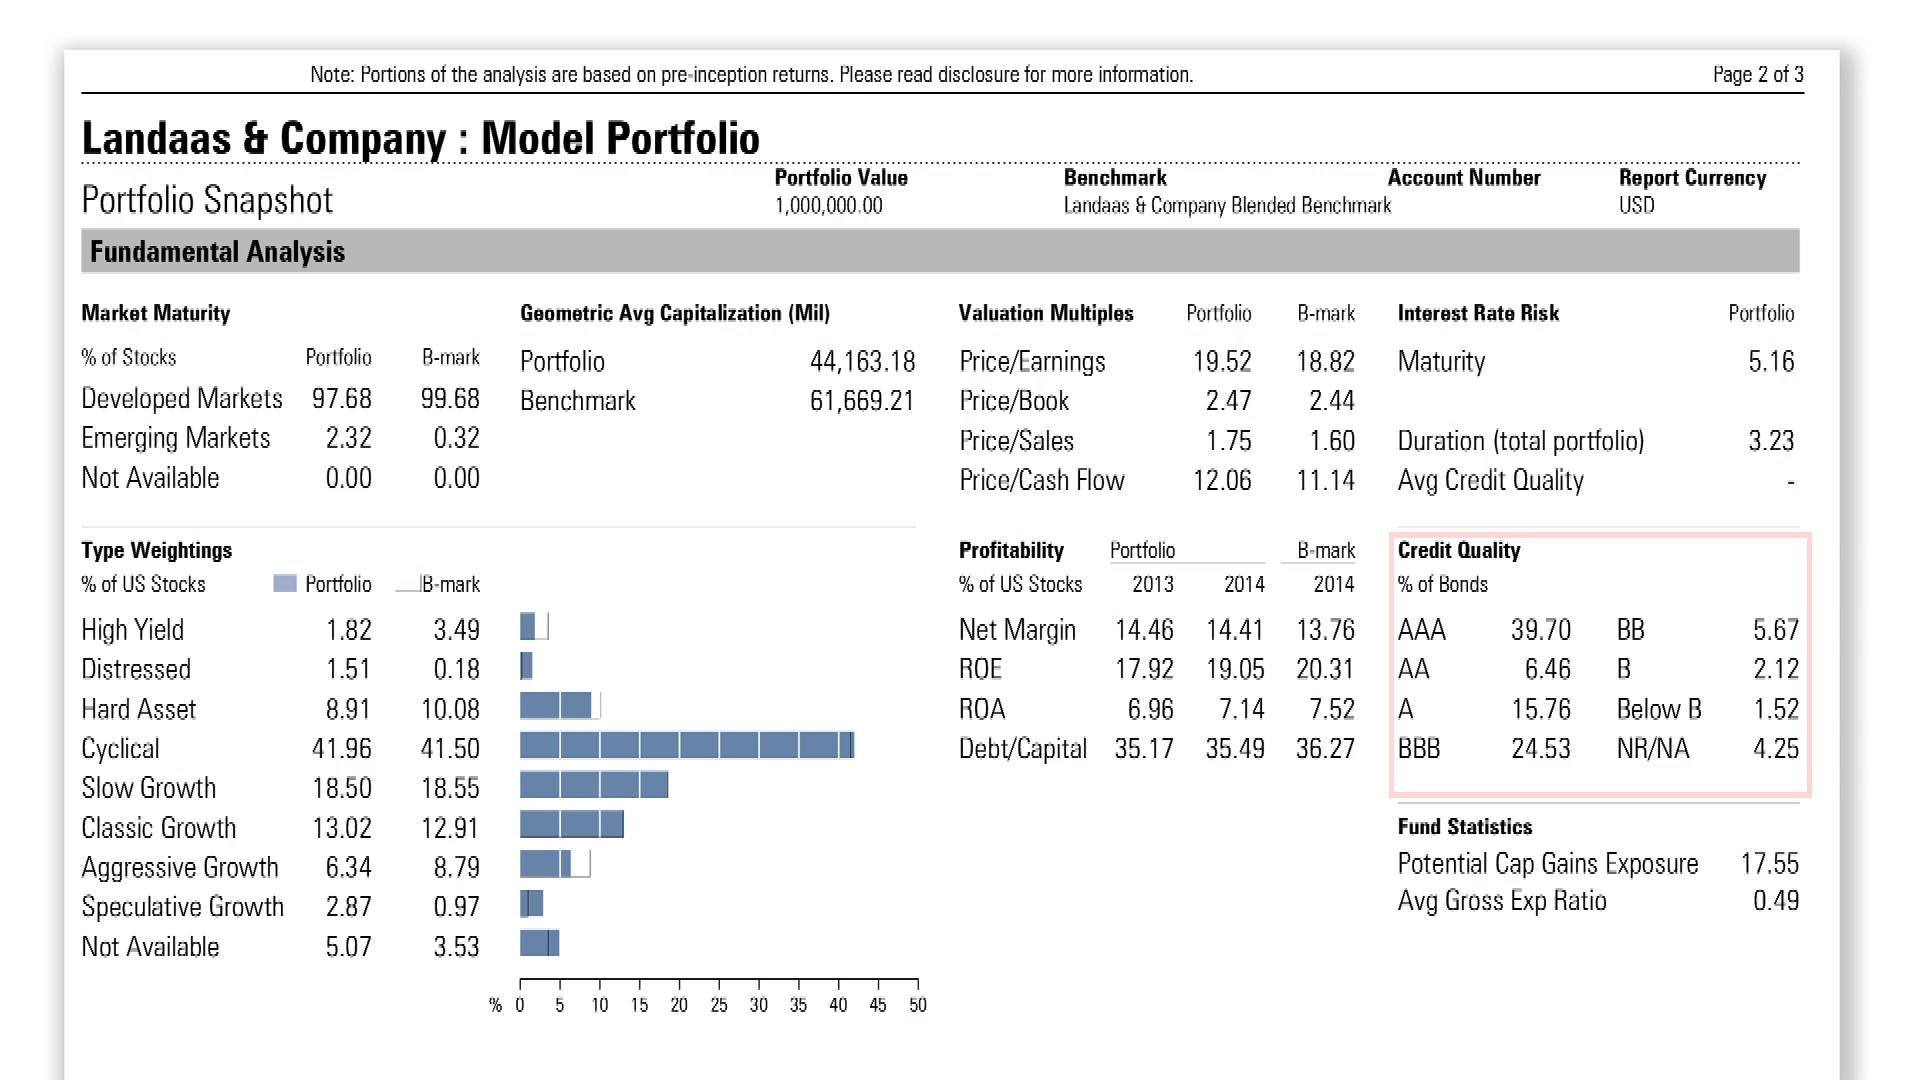 Note: Portions of the analysis are based on pre-inception returns. Please read disclosure for more information. Page 2 of 3
Landaas & Company : Model Portfolio
Portfolio Snapshot
Portfolio Value Benchmark Account Number Report Currency
1,000,000.00 Landaas & Company Blended Benchmark USD
Fundamental Analysis
Market Maturity
% of Stocks Portfolio B-mark
Developed Markets 97.68 99.68
Emerging Markets 2.32 0.32
Not Available 0.00 0.00
Geometric Avg Capitalization (Mil)
Portfolio 44,163.18
Benchmark 61,669.21
Valuation Multiples Portfolio B-mark
Price/Earnings 19.52 18.82
Price/Book 2.47 2.44
Price/Sales 1.75 1.60
Price/Cash Flow 12.06 11.14
Interest Rate Risk Portfolio
Maturity 5.16
Duration (total portfolio) 3.23
Avg Credit Quality -
Type Weightings
% of US Stocks Portfolio B-mark
High Yield 1.82 3.49
Distressed 1.51 0.18
Hard Asset 8.91 10.08
Cyclical 41.96 41.50
Slow Growth 18.50 18.55
Classic Growth 13.02 12.91
Aggressive Growth 6.34 8.79
Speculative Growth 2.87 0.97
Not Available 5.07 3.53
% 0 5 10 15 20 25 30 35 40 45 50
Profitability Portfolio B-mark
% of US Stocks 2013 2014 2014
Net Margin 14.46 14.41 13.76
ROE 17.92 19.05 20.31
ROA 6.96 7.14 7.52
Debt/Capital 35.17 35.49 36.27
Credit Quality
% of Bonds
AAA 39.70 BB 5.67
AA 6.46 B 2.12
A 15.76 Below B 1.52
BBB 24.53 NR/NA 4.25
Fund Statistics
Potential Cap Gains Exposure 17.55
Avg Gross Exp Ratio 0.49